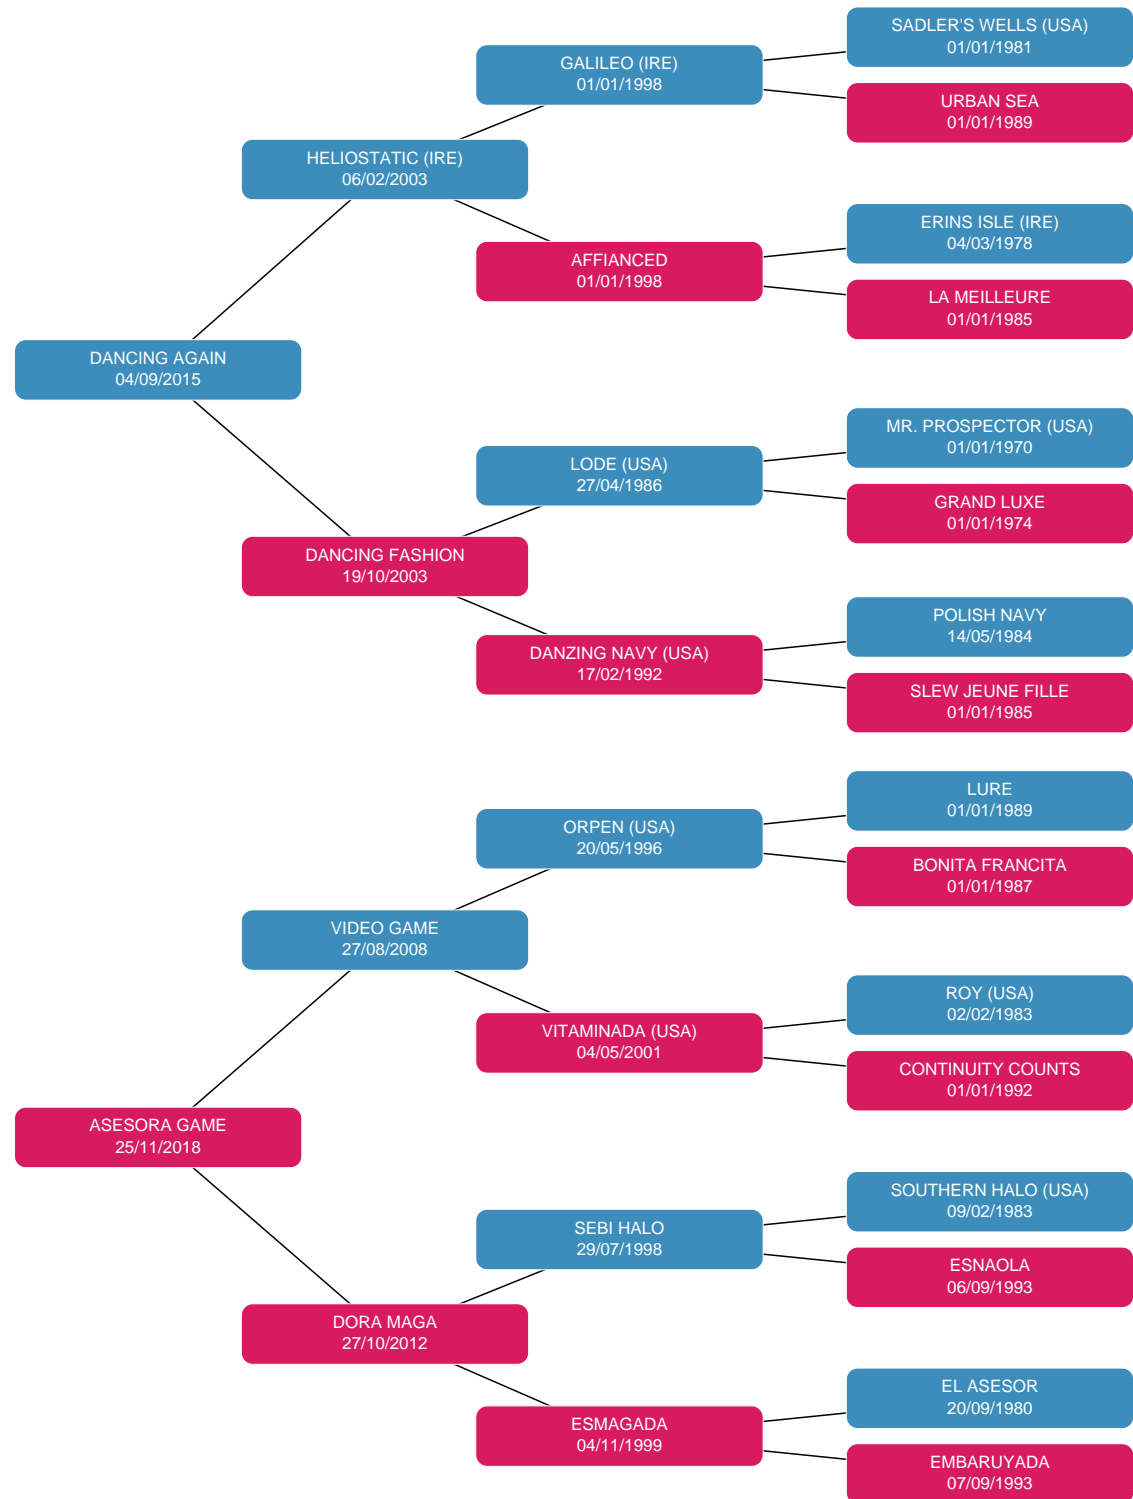 SADLER'S WELLS (USA)
01/01/1981
GALILEO (IRE)
01/01/1998
URBAN SEA
01/01/1989
HELIOSTATIC (IRE)
06/02/2003
ERINS ISLE (IRE)
04/03/1978
AFFIANCED
01/01/1998
LA MEILLEURE
01/01/1985
DANCING AGAIN
04/09/2015
MR. PROSPECTOR (USA)
01/01/1970
LODE (USA)
27/04/1986
GRAND LUXE
01/01/1974
DANCING FASHION
19/10/2003
POLISH NAVY
14/05/1984
DANZING NAVY (USA)
17/02/1992
SLEW JEUNE FILLE
01/01/1985
LURE
01/01/1989
ORPEN (USA)
20/05/1996
BONITA FRANCITA
01/01/1987
VIDEO GAME
27/08/2008
ROY (USA)
02/02/1983
VITAMINADA (USA)
04/05/2001
CONTINUITY COUNTS
01/01/1992
ASESORA GAME
25/11/2018
SOUTHERN HALO (USA)
09/02/1983
SEBI HALO
29/07/1998
ESNAOLA
06/09/1993
DORA MAGA
27/10/2012
EL ASESOR
20/09/1980
ESMAGADA
04/11/1999
EMBARUYADA
07/09/1993